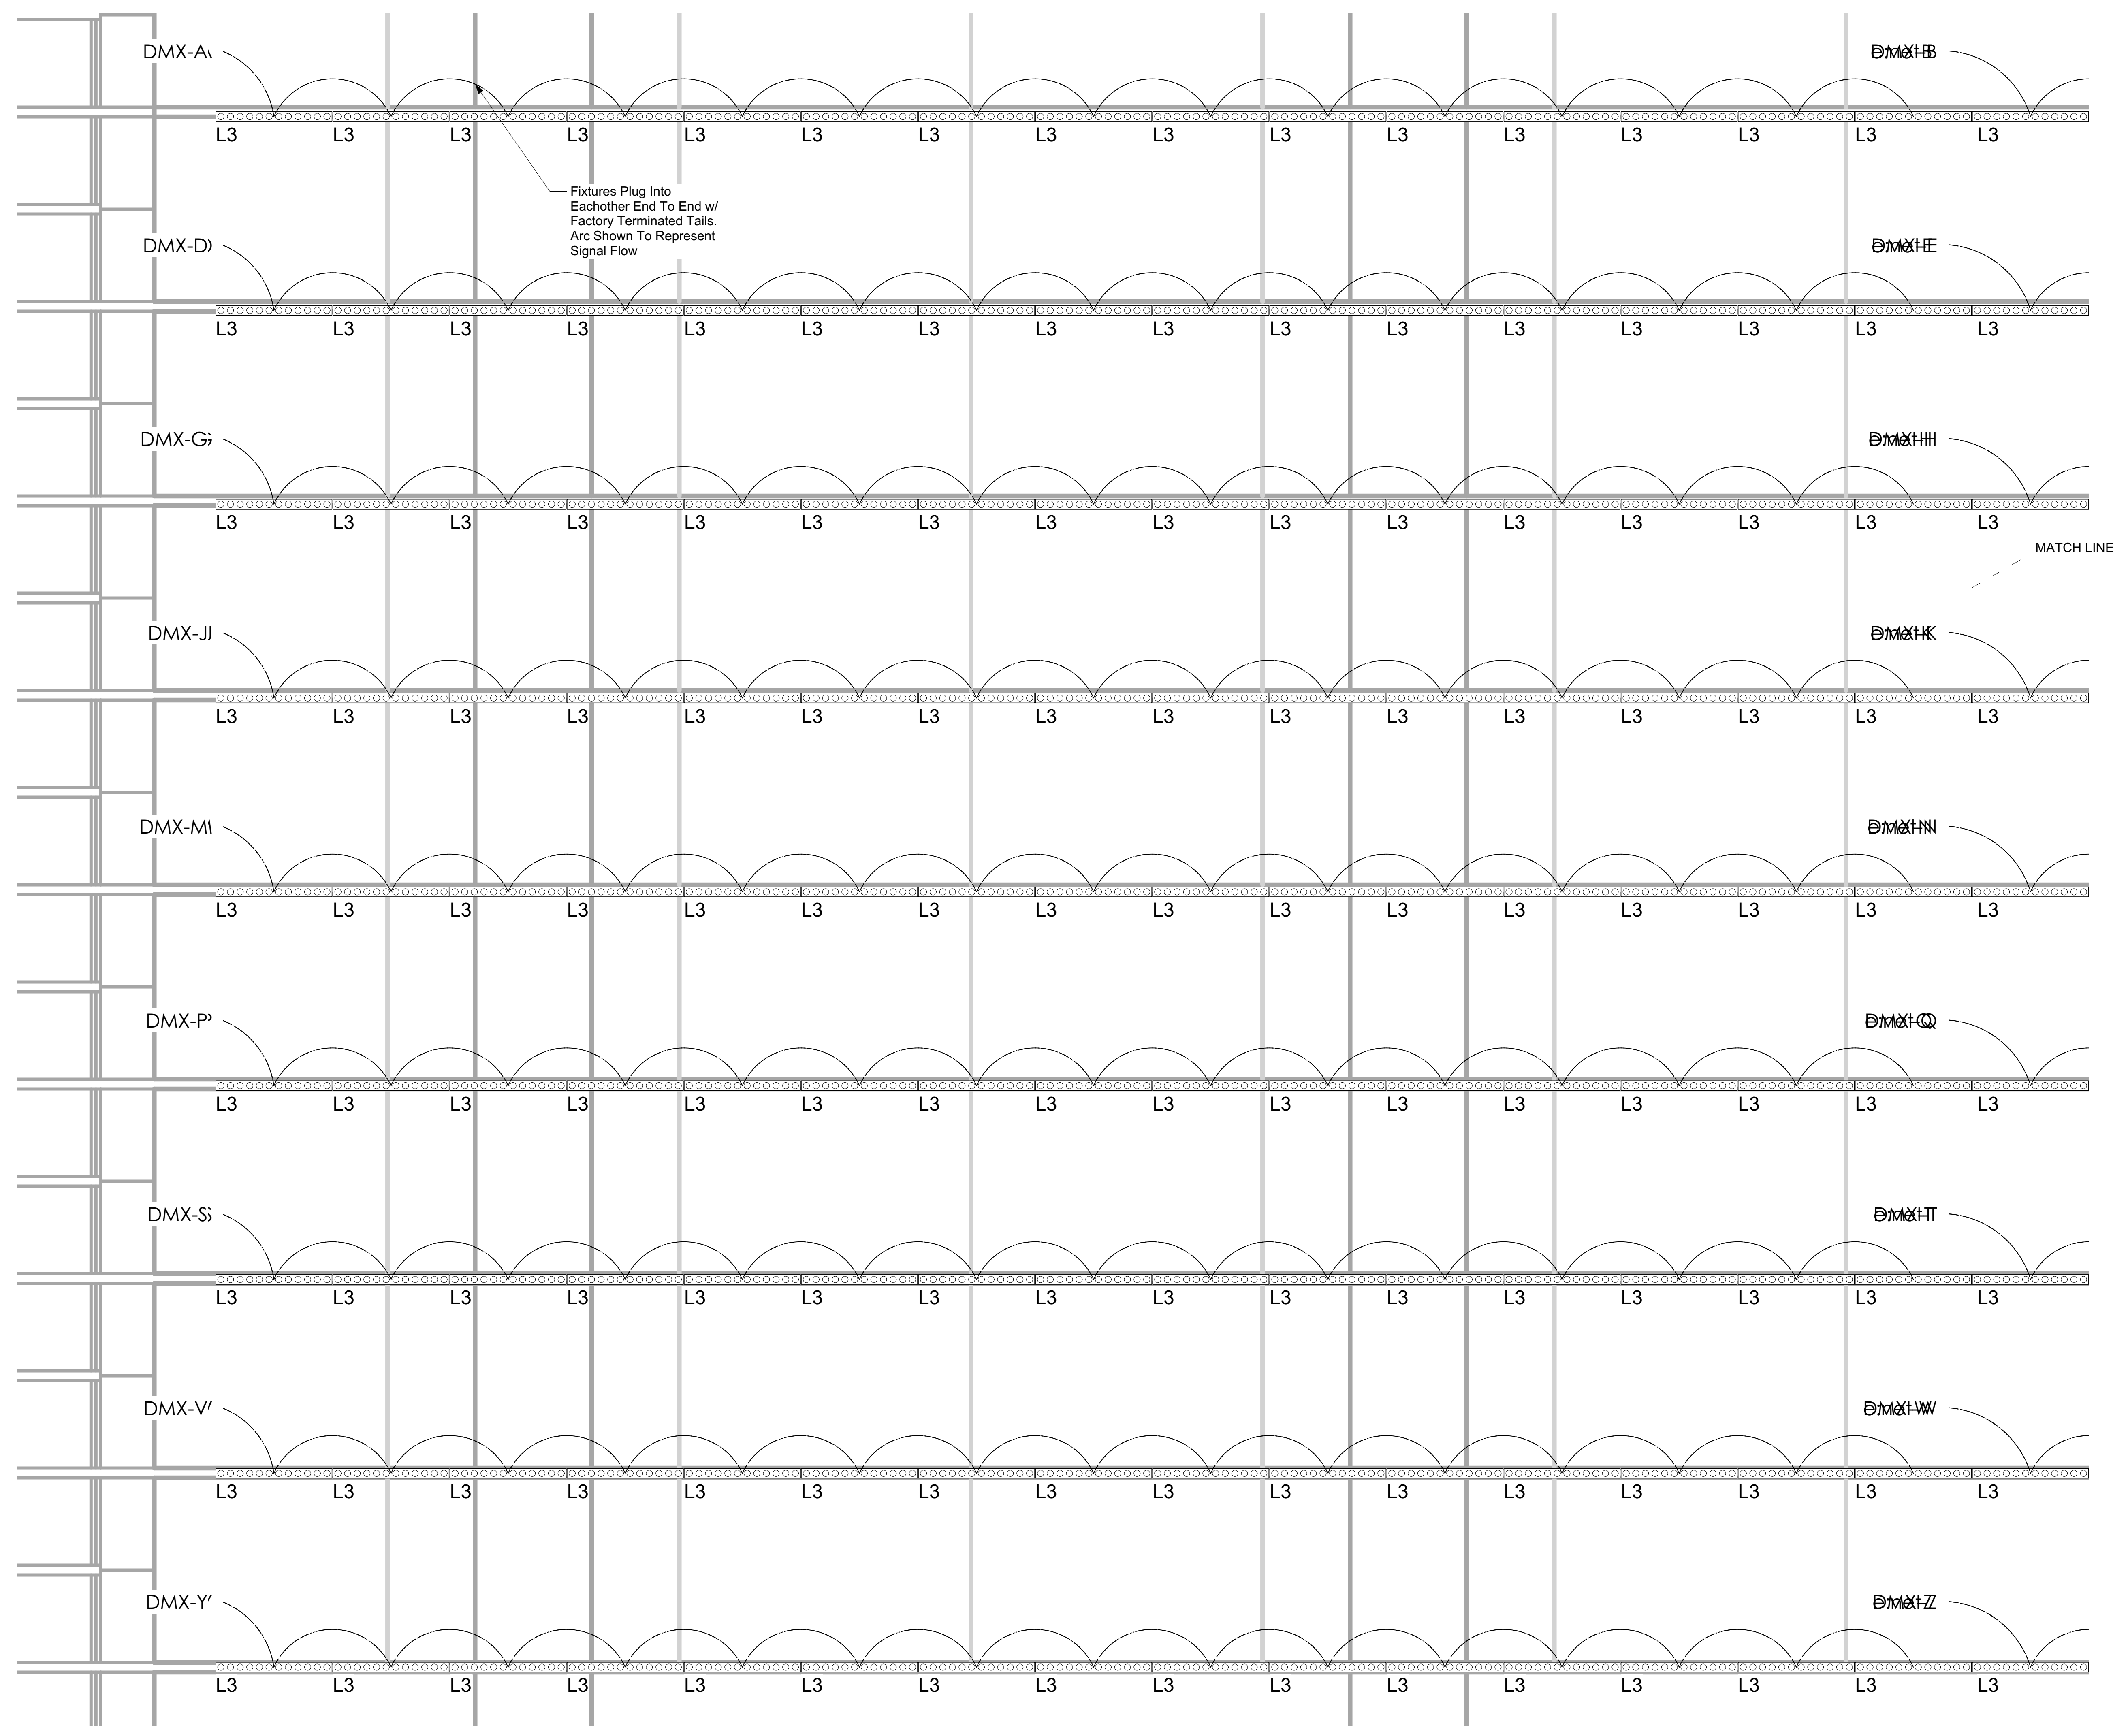 DMX-A
L3 L3 L3 L3 L3 L3 L3 L3 L3 L3 L3 L3 L3 L3 L3 L3
Fixtures Plug Into
Eachother End To End w/
Factory Terminated Tails.
Arc Shown To Represent
Signal Flow
DMX-D
L3 L3 L3 L3 L3 L3 L3 L3 L3 L3 L3 L3 L3 L3 L3 L3
DMX-G
L3 L3 L3 L3 L3 L3 L3 L3 L3 L3 L3 L3 L3 L3 L3 L3
MATCH LINE
DMX-J
L3 L3 L3 L3 L3 L3 L3 L3 L3 L3 L3 L3 L3 L3 L3 L3
DMX-M
L3 L3 L3 L3 L3 L3 L3 L3 L3 L3 L3 L3 L3 L3 L3 L3
DMX-P
L3 L3 L3 L3 L3 L3 L3 L3 L3 L3 L3 L3 L3 L3 L3 L3
DMX-S
L3 L3 L3 L3 L3 L3 L3 L3 L3 L3 L3 L3 L3 L3 L3 L3
DMX-V
L3 L3 L3 L3 L3 L3 L3 L3 L3 L3 L3 L3 L3 L3 L3 L3
DMX-Y
L3 L3 L3 L3 L3 L3 L3 L3 L3 L3 L3 L3 L3 L3 L3 L3